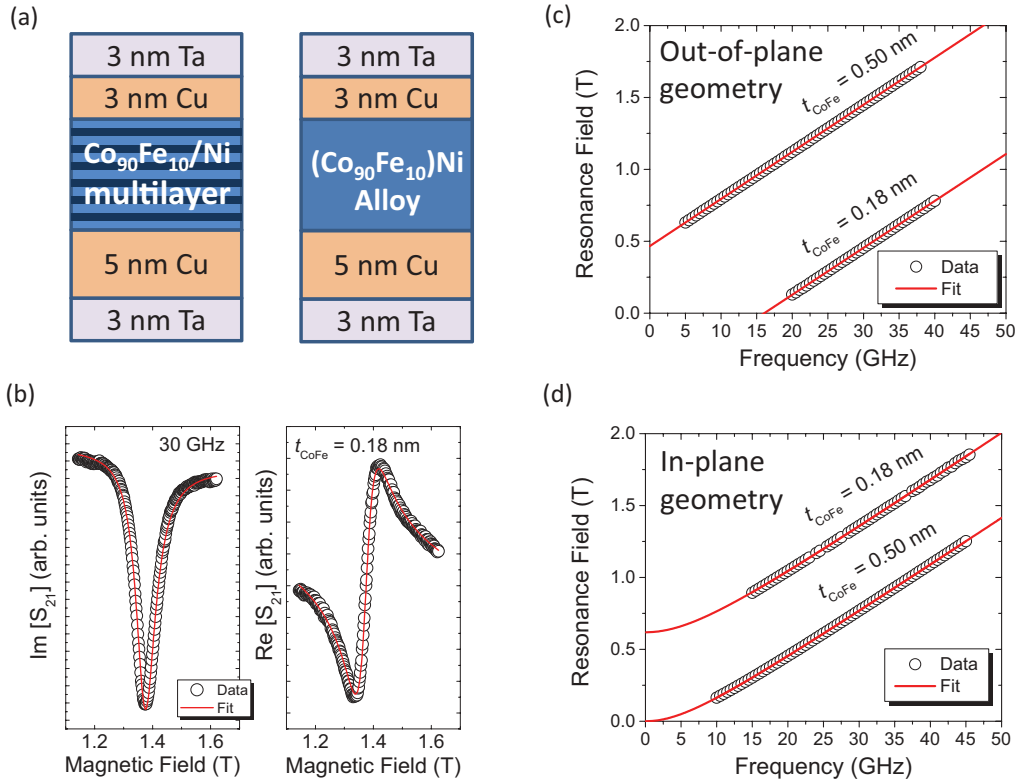 (a)
3 nm Ta
3 nm Cu
Co₉₀Fe₁₀/Ni
multilayer
5 nm Cu
3 nm Ta
3 nm Ta
3 nm Cu
(Co₉₀Fe₁₀)Ni
Alloy
5 nm Cu
3 nm Ta
(b)
Im [S₂₁] (arb. units)
30 GHz
Data
Fit
1.2
1.4
1.6
Magnetic Field (T)
Re [S₂₁] (arb. units)
t_CoFe = 0.18 nm
1.2
1.4
1.6
Magnetic Field (T)
(c)
Resonance Field (T)
2.0
1.5
1.0
0.5
0.0
Out-of-plane
geometry
t_CoFe = 0.50 nm
t_CoFe = 0.18 nm
Data
Fit
0 5 10 15 20 25 30 35 40 45 50
Frequency (GHz)
(d)
Resonance Field (T)
2.0
1.5
1.0
0.5
0.0
In-plane
geometry
t_CoFe = 0.18 nm
t_CoFe = 0.50 nm
Data
Fit
0 5 10 15 20 25 30 35 40 45 50
Frequency (GHz)